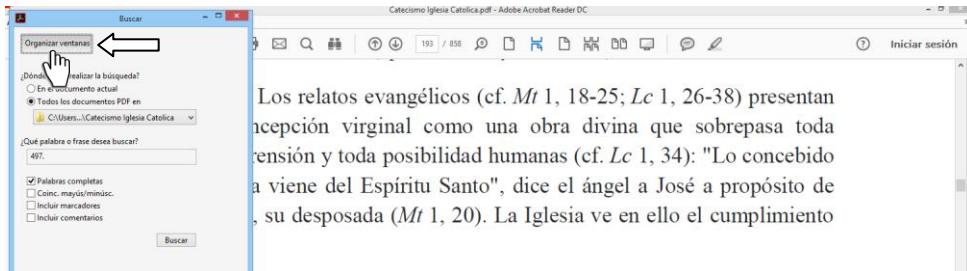 Catecismo Iglesia Catolica.pdf - Adobe Acrobat Reader DC
Buscar
Organizar ventanas
193 / 858
Iniciar sesión
realizar la búsqueda?
En el documento actual
Todos los documentos PDF en
C:\Users...\Catecismo Iglesia Catolica
¿Qué palabra o frase desea buscar?
497.
Palabras completas
Coinc. mayús/minúsc.
Incluir marcadores
Incluir comentarios
Buscar
Los relatos evangélicos (cf. Mt 1, 18-25; Lc 1, 26-38) presentan
ncepción virginal como una obra divina que sobrepasa toda
rensión y toda posibilidad humanas (cf. Lc 1, 34): "Lo concebido
a viene del Espíritu Santo", dice el ángel a José a propósito de
, su desposada (Mt 1, 20). La Iglesia ve en ello el cumplimiento